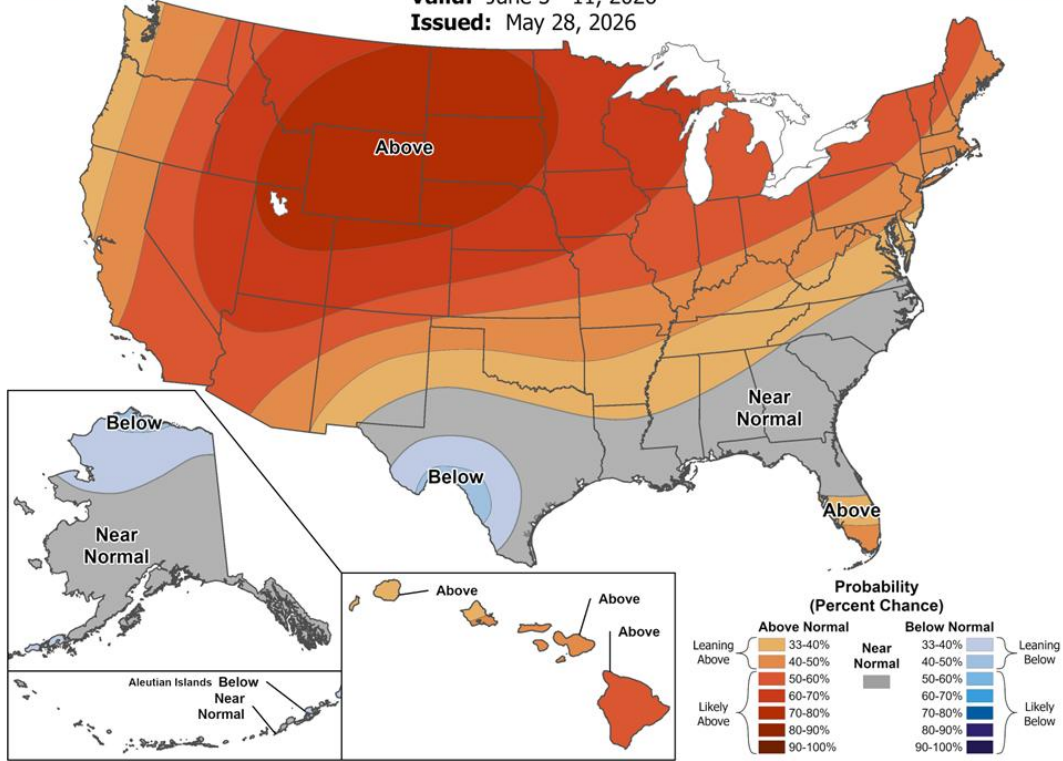 Issued: May 28, 2026
Above
Near
Normal
Below
Above
Below
Near
Normal
Above
Above
Above
Aleutian Islands Below
Near
Normal
Probability
(Percent Chance)
Above Normal
Below Normal
Leaning
Above
Likely
Above
33-40%
40-50%
50-60%
60-70%
70-80%
80-90%
90-100%
Near
Normal
33-40%
40-50%
50-60%
60-70%
70-80%
80-90%
90-100%
Leaning
Below
Likely
Below